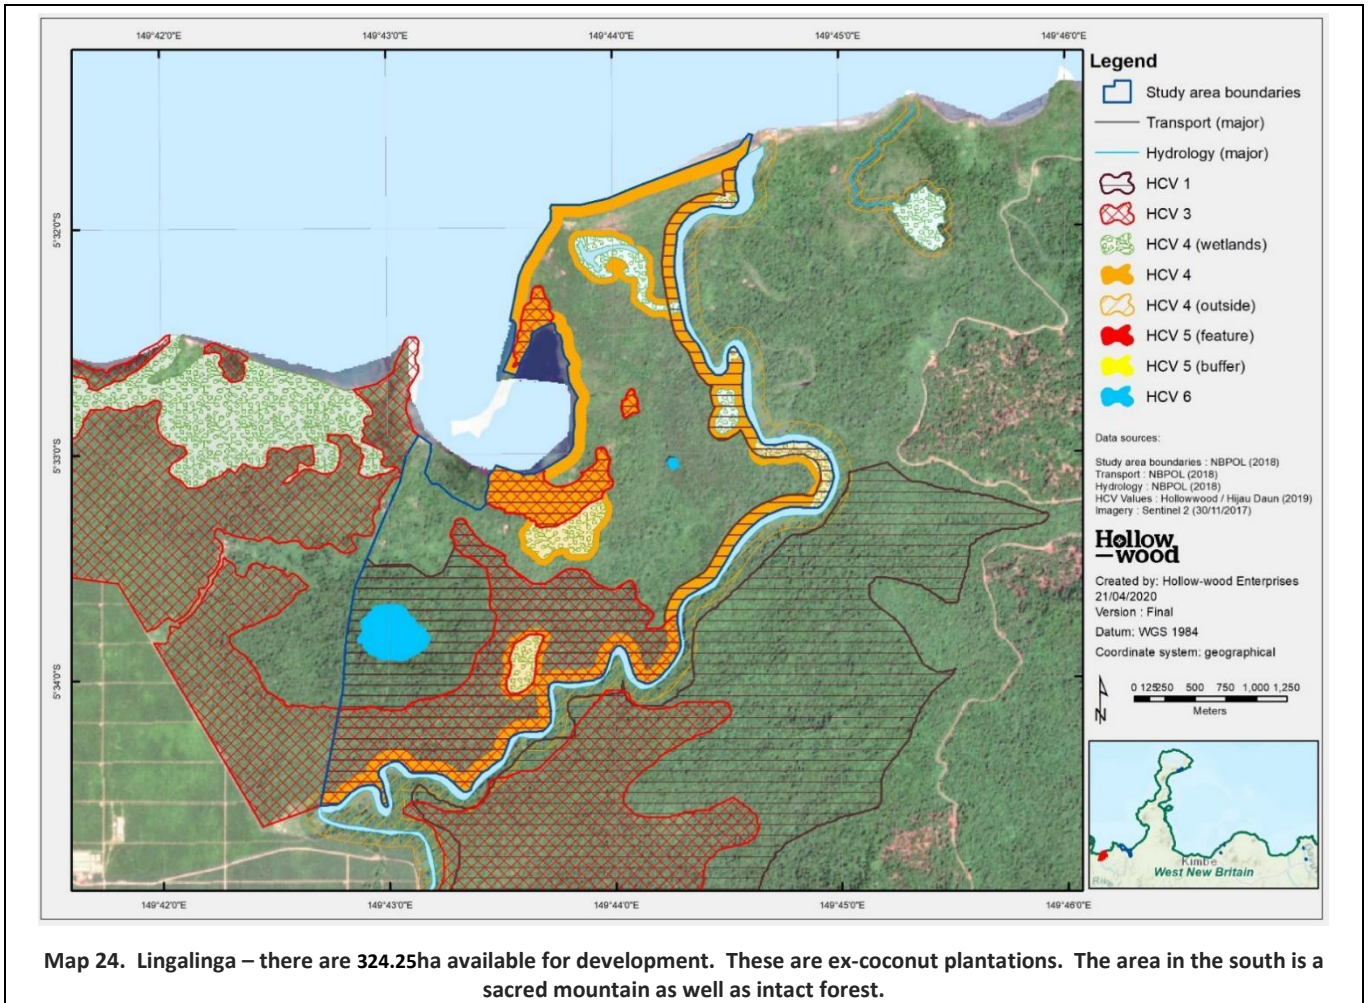 149°42'0"E 149°43'0"E 149°44'0"E 149°45'0"E 149°46'0"E
5°32'0"S
5°33'0"S
5°34'0"S
149°42'0"E 149°43'0"E 149°44'0"E 149°45'0"E 149°46'0"E
Legend
Study area boundaries
Transport (major)
Hydrology (major)
HCV 1
HCV 3
HCV 4 (wetlands)
HCV 4
HCV 4 (outside)
HCV 5 (feature)
HCV 5 (buffer)
HCV 6
Data sources:
Study area boundaries : NBPOL (2018)
Transport : NBPOL (2018)
Hydrology : NBPOL (2018)
HCV Values : Hollowwood / Hijau Daun (2019)
Imagery : Sentinel 2 (30/11/2017)
Hollow
—wood
Created by: Hollow-wood Enterprises
21/04/2020
Version : Final
Datum: WGS 1984
Coordinate system: geographical
N
0 125250 500 750 1,000 1,250
Meters
Kimbe
West New Britain
Map 24. Lingalinga – there are 324.25ha available for development. These are ex-coconut plantations. The area in the south is a
sacred mountain as well as intact forest.